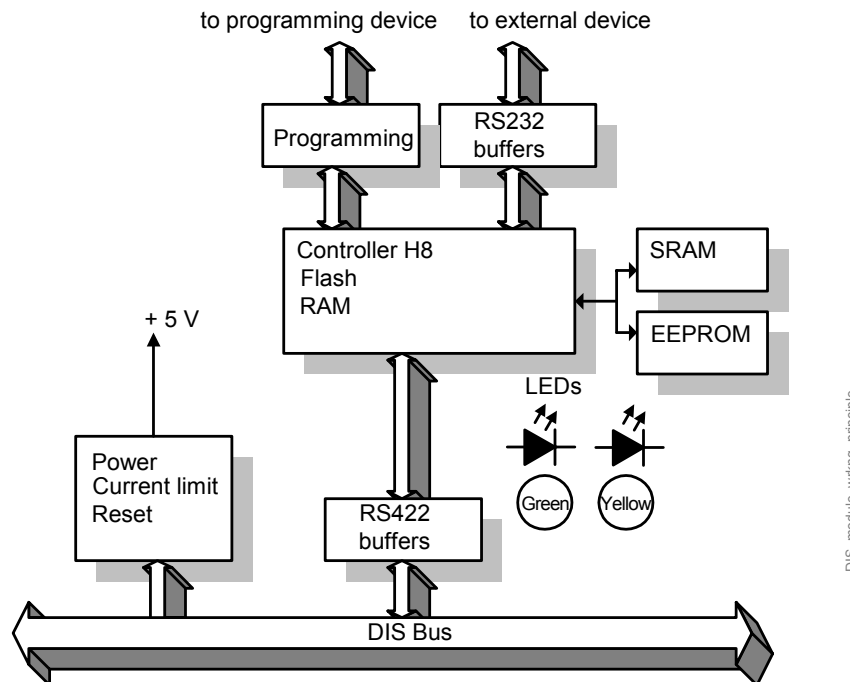 to programming device
to external device
Programming
RS232
buffers
Controller H8
Flash
RAM
SRAM
EEPROM
+ 5 V
LEDs
Green
Yellow
Power
Current limit
Reset
RS422
buffers
DIS Bus